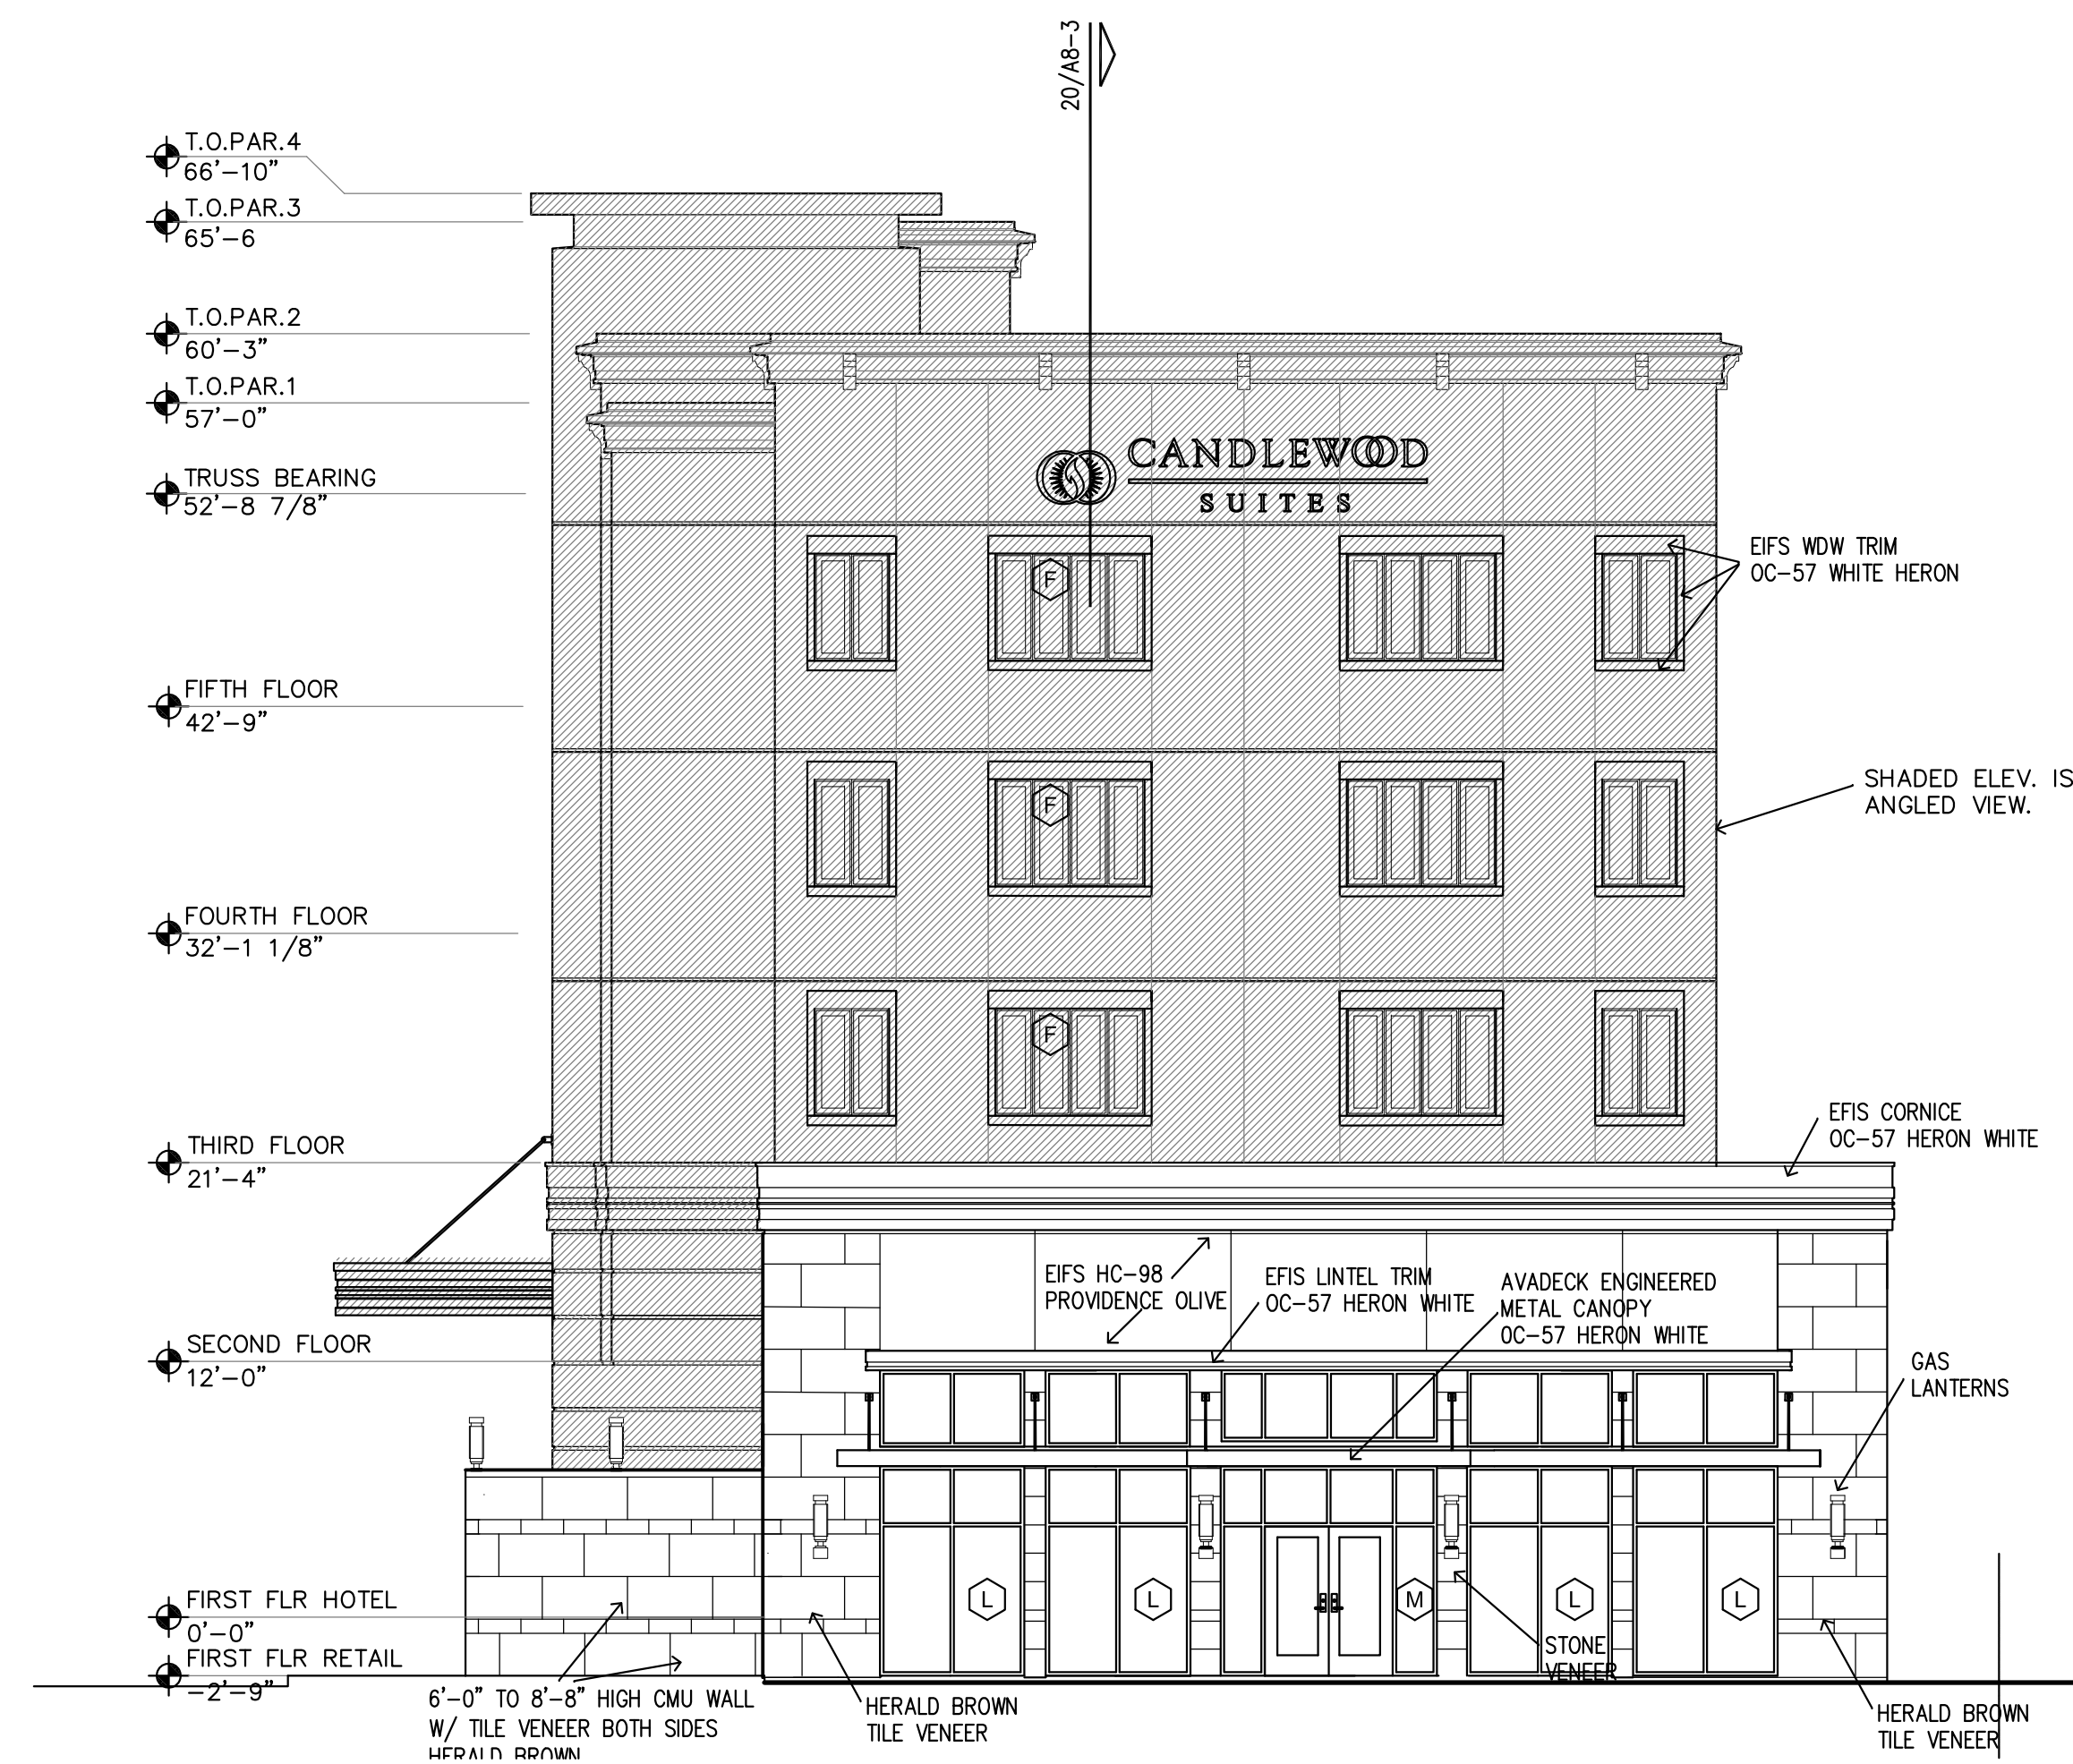 20/A8-3
T.O.PAR.4
66'-10"
T.O.PAR.3
65'-6
T.O.PAR.2
60'-3"
T.O.PAR.1
57'-0"
TRUSS BEARING
52'-8 7/8"
CANDLEWOOD
SUITES
EIFS WDW TRIM
OC-57 WHITE HERON
F
FIFTH FLOOR
42'-9"
SHADED ELEV. IS
ANGLED VIEW.
F
FOURTH FLOOR
32'-1 1/8"
F
EFIS CORNICE
OC-57 HERON WHITE
THIRD FLOOR
21'-4"
EIFS HC-98
PROVIDENCE OLIVE
EFIS LINTEL TRIM
OC-57 HERON WHITE
AVADECK ENGINEERED
METAL CANOPY
OC-57 HERON WHITE
SECOND FLOOR
12'-0"
GAS
LANTERNS
L
L
M
L
L
FIRST FLR HOTEL
0'-0"
FIRST FLR RETAIL
-2'-9"
STONE
VENEER
6'-0" TO 8'-8" HIGH CMU WALL
W/ TILE VENEER BOTH SIDES
HERALD BROWN
HERALD BROWN
TILE VENEER
HERALD BROWN
TILE VENEER